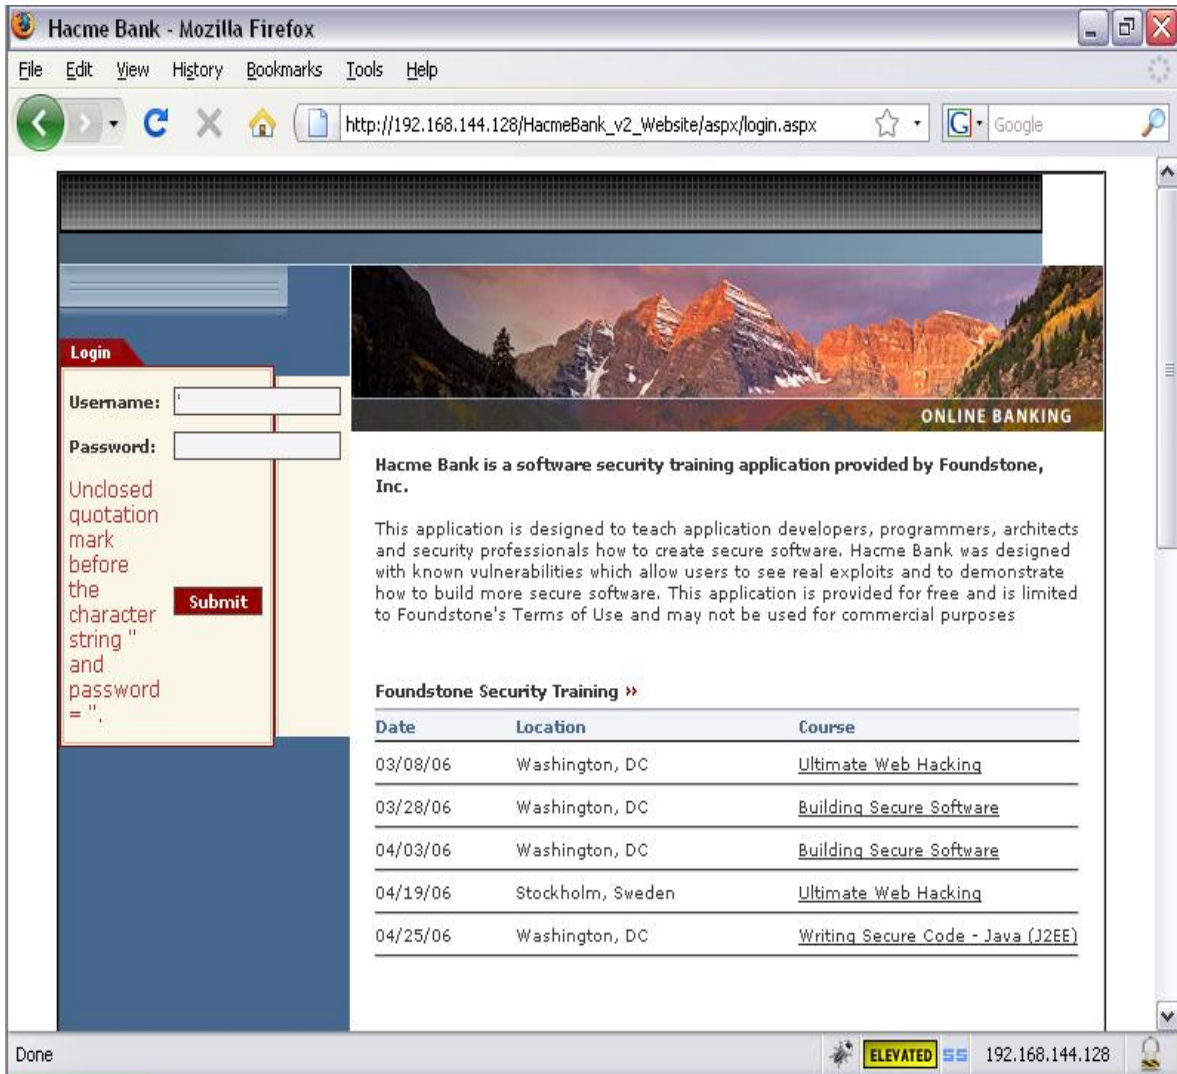 Hacme Bank - Mozilla Firefox
File Edit View History Bookmarks Tools Help
http://192.168.144.128/HacmeBank_v2_Website/aspx/login.aspx
G Google
ONLINE BANKING
Login
Username: '
Password:
Unclosed
quotation
mark
before
the
character
string "
and
password
= ".
Submit
Hacme Bank is a software security training application provided by Foundstone,
Inc.
This application is designed to teach application developers, programmers, architects
and security professionals how to create secure software. Hacme Bank was designed
with known vulnerabilities which allow users to see real exploits and to demonstrate
how to build more secure software. This application is provided for free and is limited
to Foundstone's Terms of Use and may not be used for commercial purposes
Foundstone Security Training »
Date Location Course
03/08/06 Washington, DC Ultimate Web Hacking
03/28/06 Washington, DC Building Secure Software
04/03/06 Washington, DC Building Secure Software
04/19/06 Stockholm, Sweden Ultimate Web Hacking
04/25/06 Washington, DC Writing Secure Code - Java (J2EE)
Done ELEVATED SS 192.168.144.128